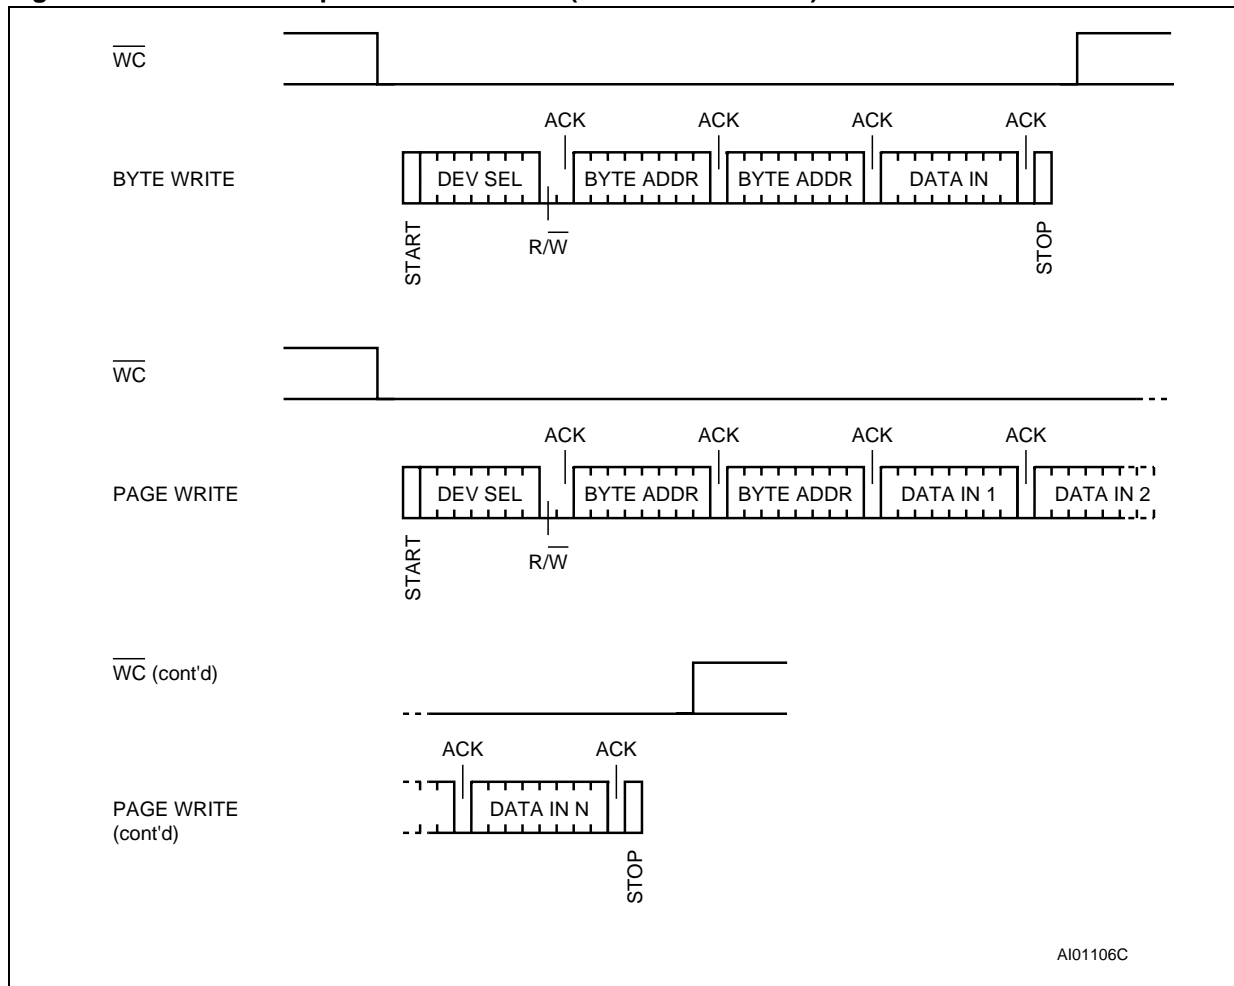 WC
ACK ACK ACK ACK
BYTE WRITE
DEV SEL BYTE ADDR BYTE ADDR DATA IN
START
R/W
STOP
WC
ACK ACK ACK ACK
PAGE WRITE
DEV SEL BYTE ADDR BYTE ADDR DATA IN 1 DATA IN 2
START
R/W
WC (cont'd)
ACK ACK
PAGE WRITE
(cont'd)
DATA IN N
STOP
AI01106C